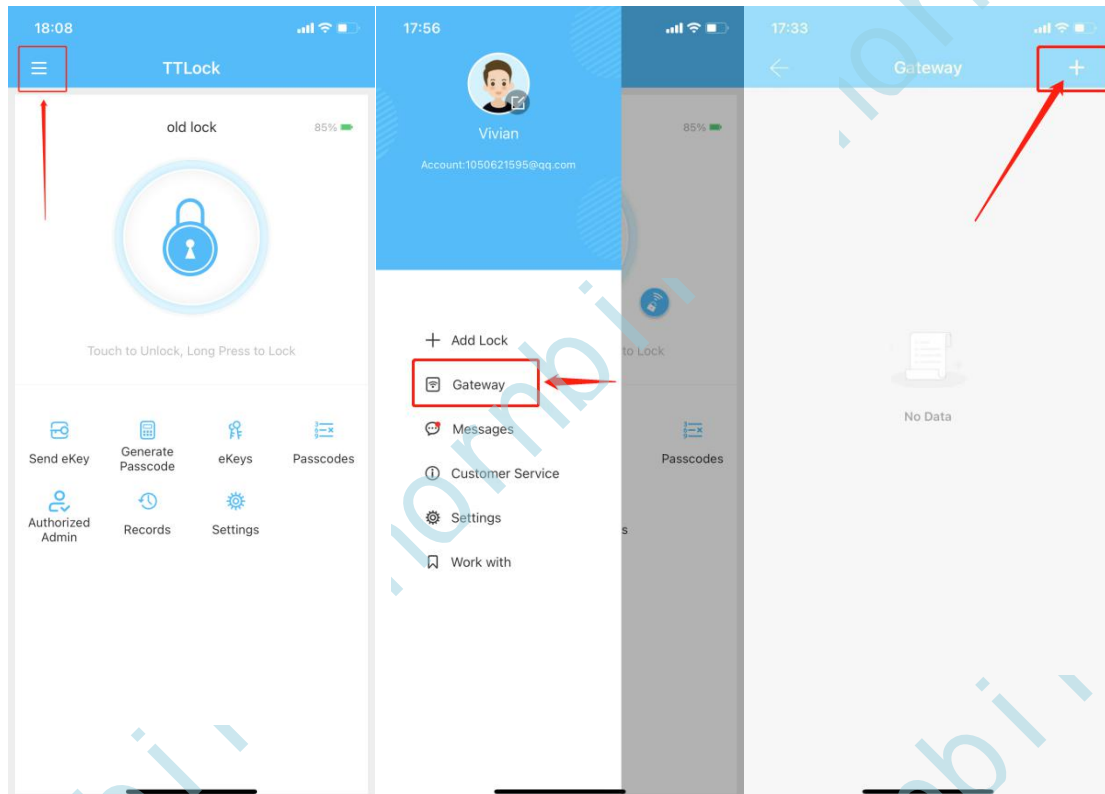 18:08
TTLock
old lock
85%
Touch to Unlock, Long Press to Lock
Send eKey
Generate
Passcode
eKeys
Passcodes
Authorized
Admin
Records
Settings
17:56
Vivian
Account:1050621595@qq.com
85%
to Lock
Add Lock
Gateway
Messages
Customer Service
Settings
Work with
Passcodes
s
17:33
Gateway
No Data